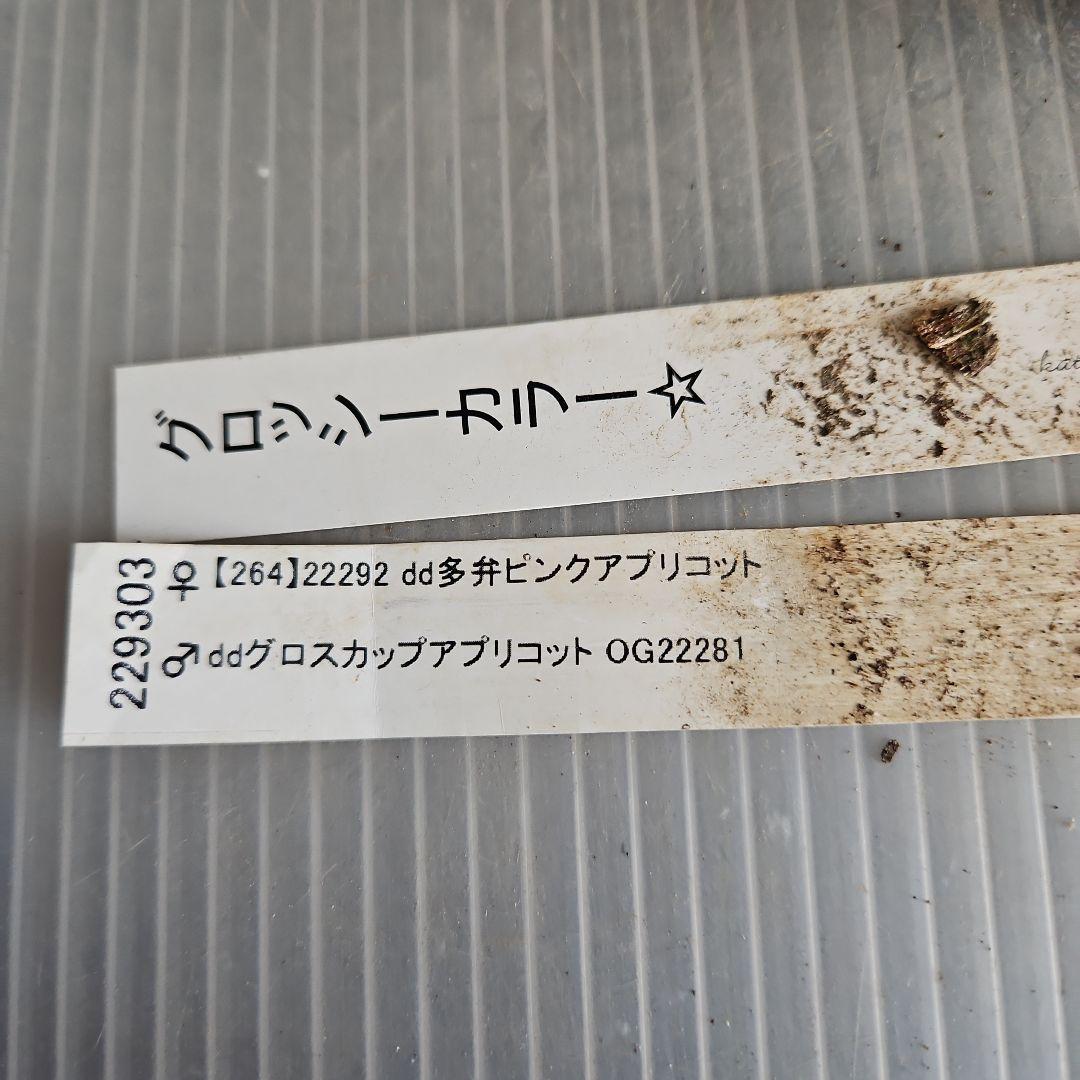 グロッシーカラー☆
229303
♀【264】22292 dd多弁ピンクアプリコット
♂ddグロスカップアプリコット OG22281